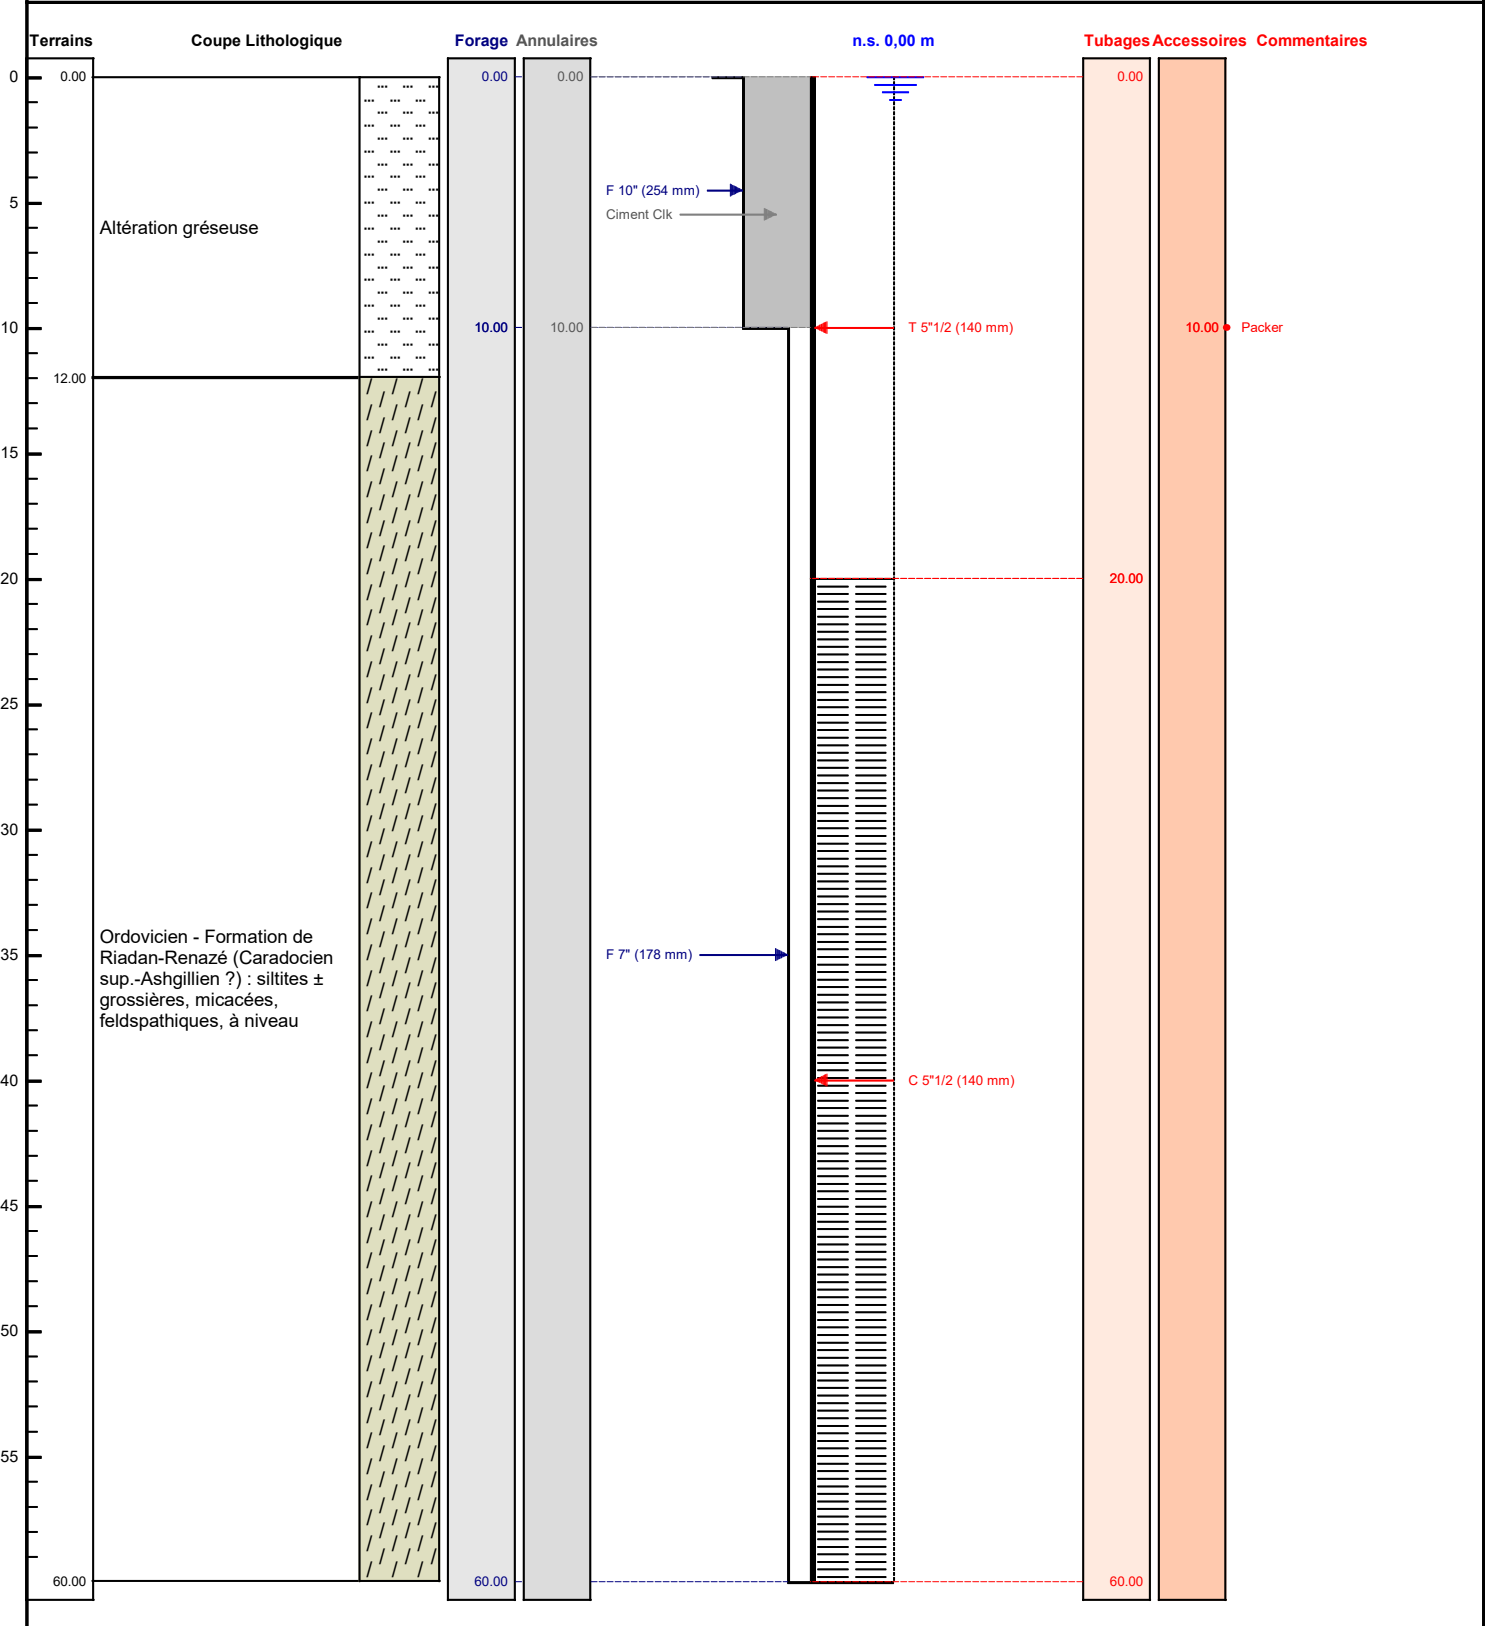 Terrains Coupe Lithologique Forage Annulaires n.s. 0,00 m Tubages Accessoires Commentaires
0 0.00 0.00 0.00 0.00
F 10" (254 mm)
5
Ciment Clk
Altération gréseuse
10 10.00 10.00 T 5"1/2 (140 mm) 10.00 Packer
12.00
15
20 20.00
25
30
Ordovicien - Formation de
Riadan-Renazé (Caradocien
35 F 7" (178 mm)
sup.-Ashgillien ?) : siltites ±
grossières, micacées,
feldspathiques, à niveau
40 C 5"1/2 (140 mm)
45
50
55
60.00 60.00 60.00